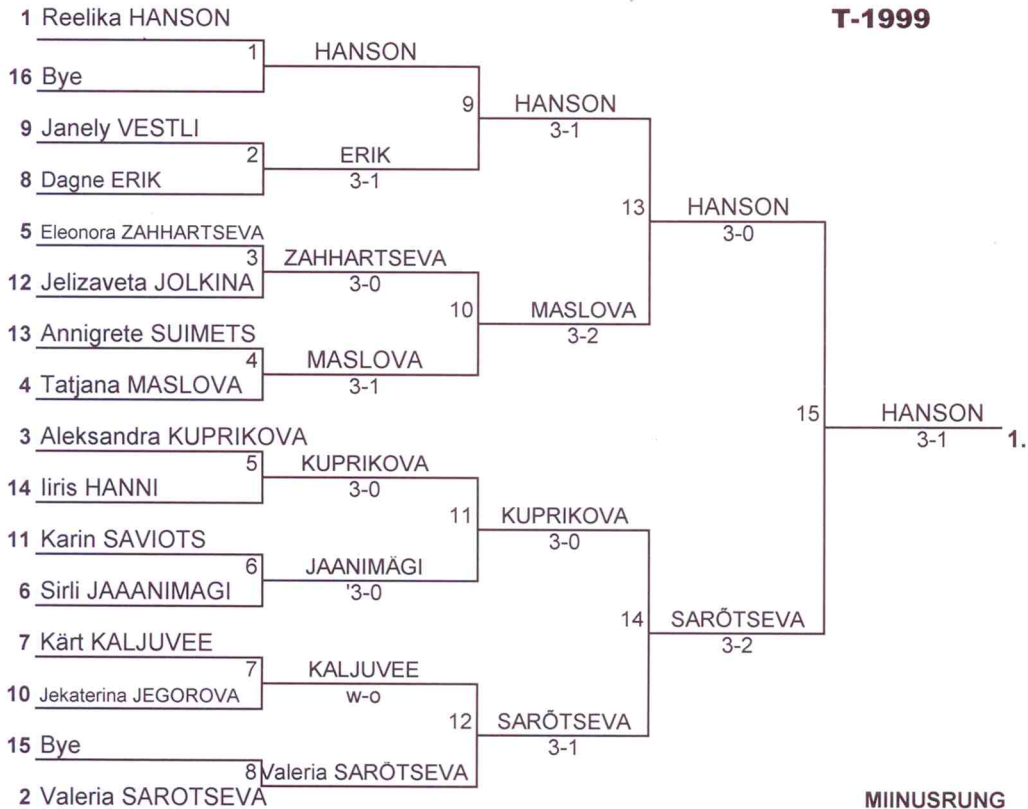 1 Reelika HANSON
T-1999
1 HANSON
16 Bye
9 HANSON
3-1
9 Janely VESTLI
2 ERIK
3-1
8 Dagne ERIK
13 HANSON
3-0
5 Eleonora ZAHHARTSEVA
3 ZAHHARTSEVA
3-0
12 Jelizaveta JOLKINA
10 MASLOVA
3-2
13 Annigrete SUIMETS
4 MASLOVA
3-1
4 Tatjana MASLOVA
15 HANSON
3-1 1.
3 Aleksandra KUPRIKOVA
5 KUPRIKOVA
3-0
14 Iiris HANNI
11 KUPRIKOVA
3-0
11 Karin SAVIOTS
6 JAANIMÄGI
'3-0
6 Sirli JAAANIMAGI
14 SARÕTSEVA
3-2
7 Kärt KALJUVEE
7 KALJUVEE
w-o
10 Jekaterina JEGOROVA
12 SARÕTSEVA
3-1
15 Bye
8 Valeria SARÕTSEVA
2 Valeria SAROTSEVA
MIINUSRUNG